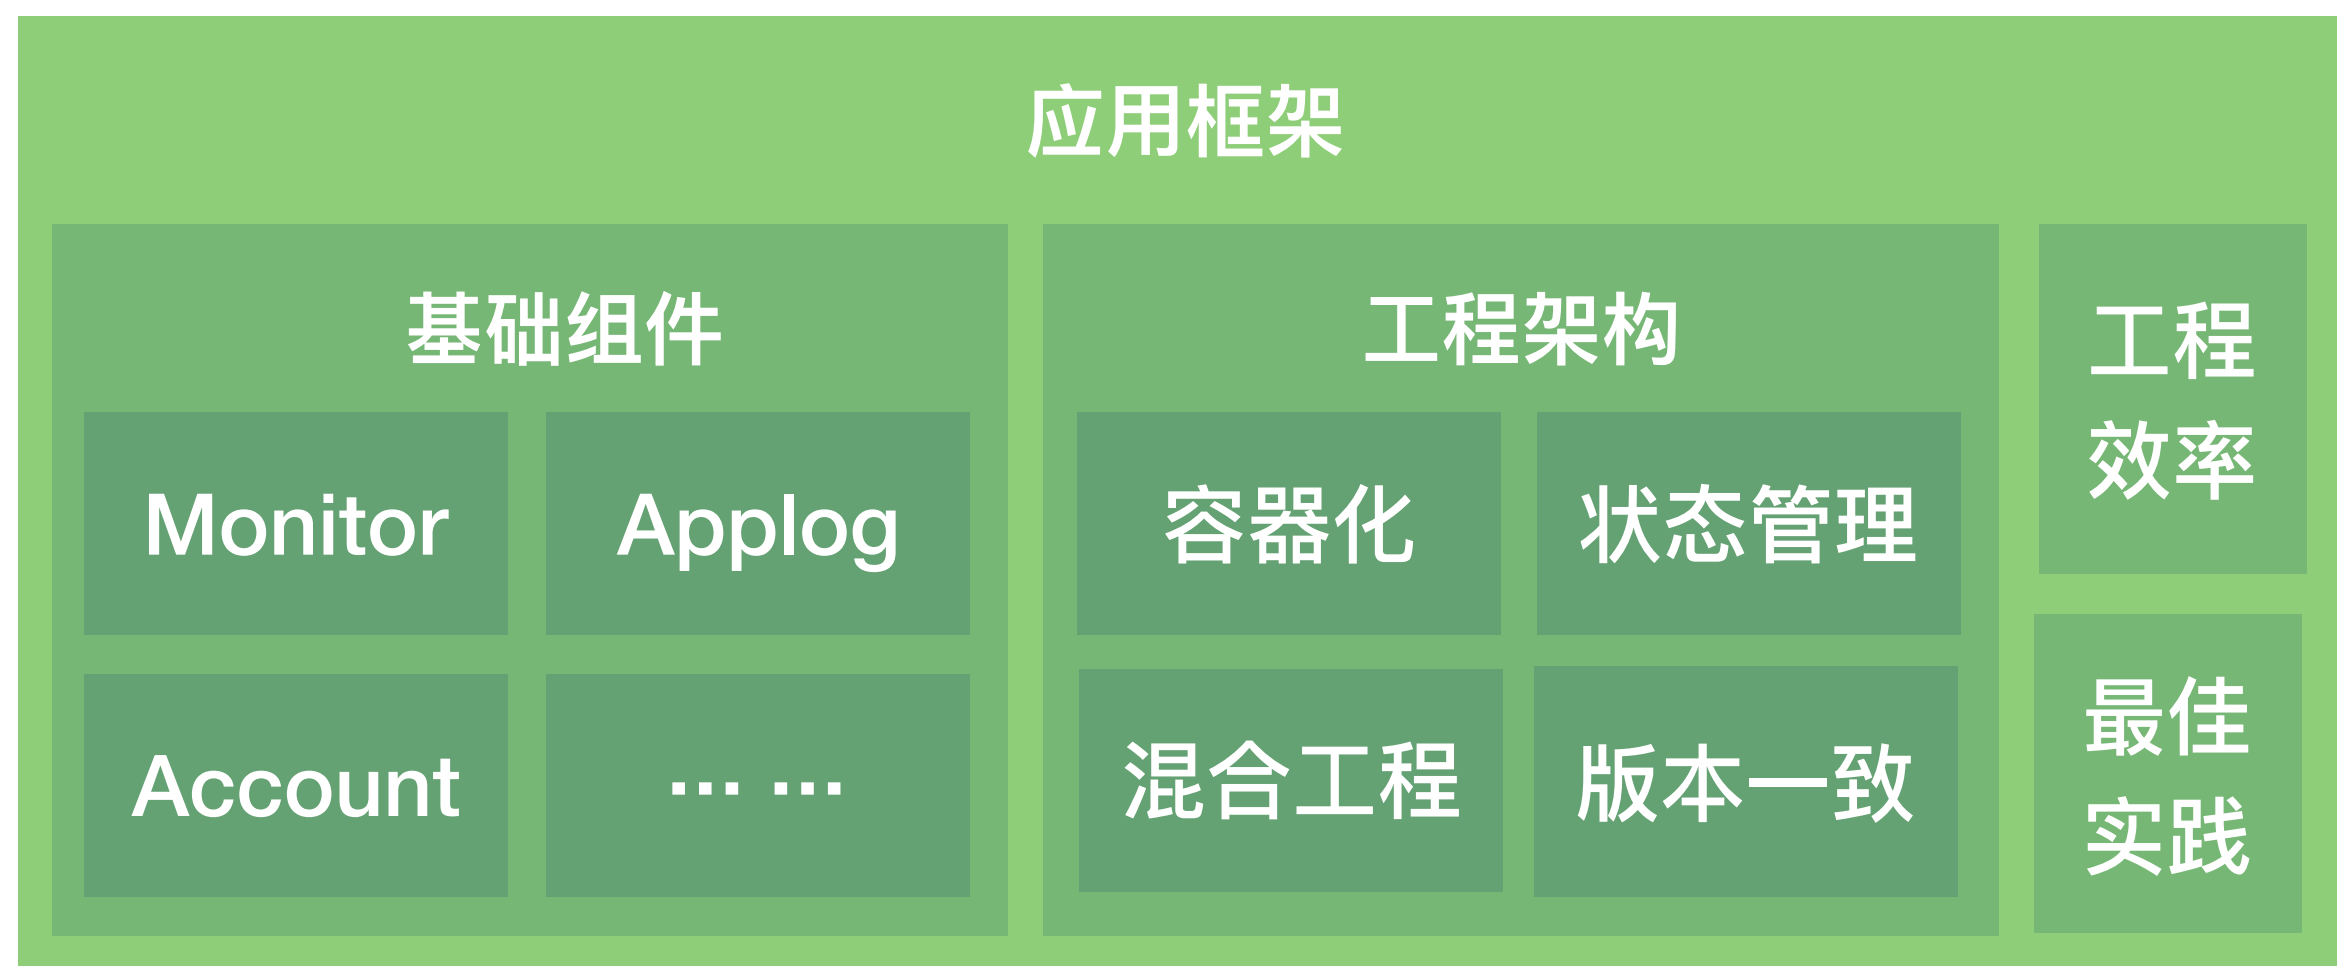 应用框架
基础组件
Monitor
Applog
Account
... ...
工程架构
容器化
状态管理
混合工程
版本一致
工程
效率
最佳
实践